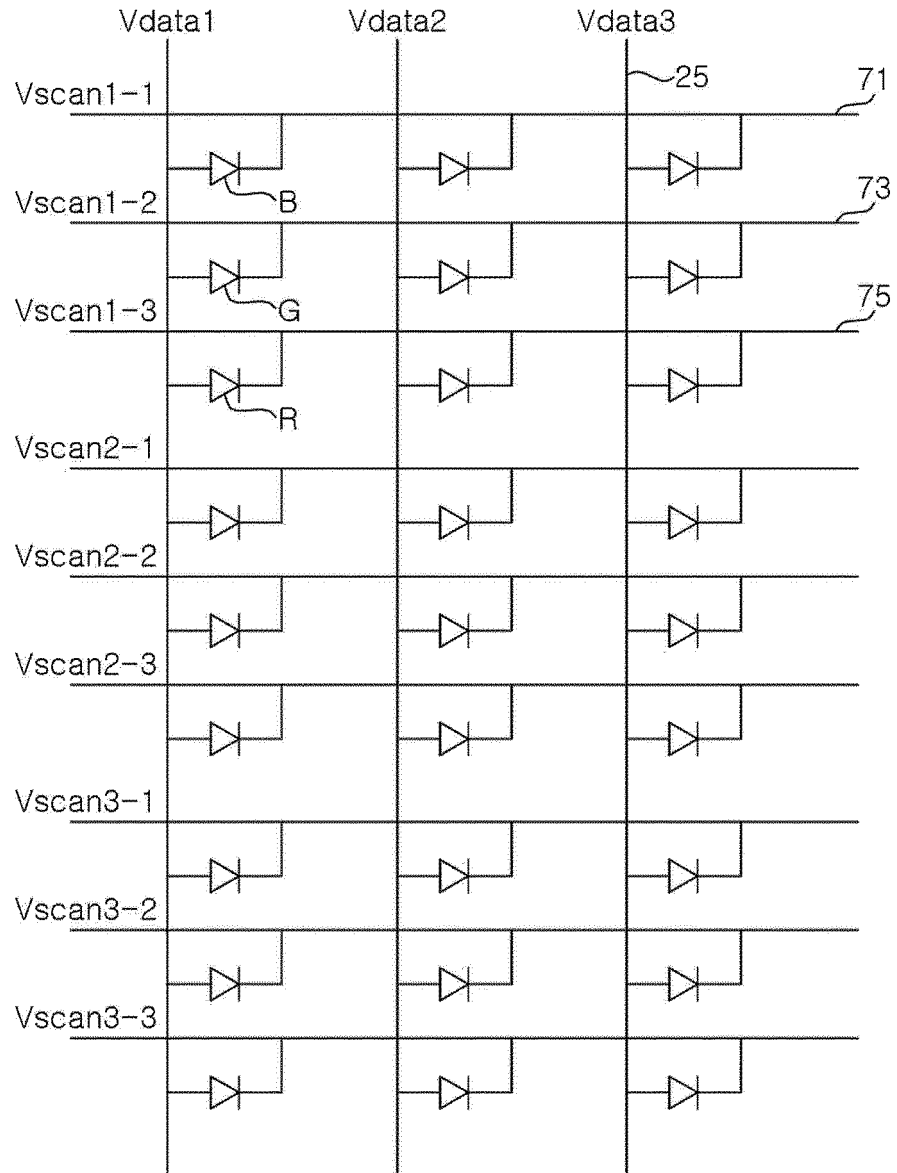 Vdata1 Vdata2 Vdata3
25
71
Vscan1-1
B
Vscan1-2
73
G
Vscan1-3
75
R
Vscan2-1
Vscan2-2
Vscan2-3
Vscan3-1
Vscan3-2
Vscan3-3